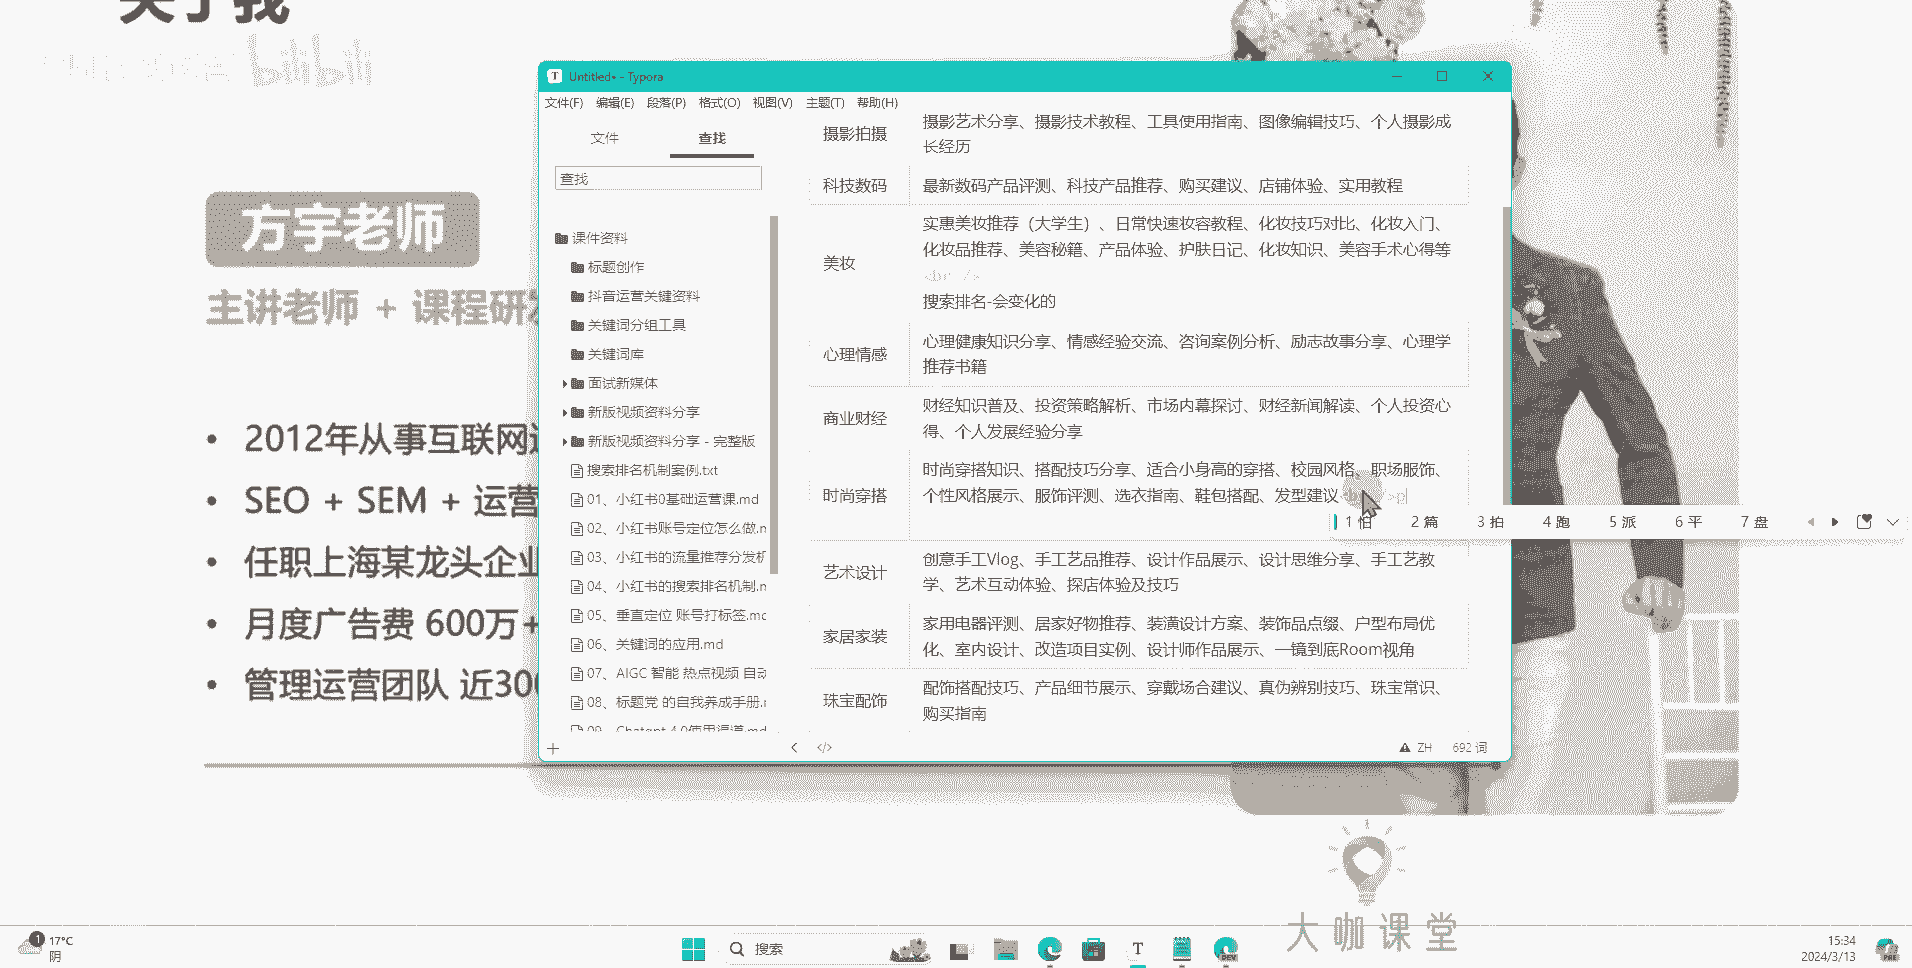 关于我
bilibili
方宇老师
主讲老师 + 课程研发
• 2012年从事互联网运
• SEO + SEM + 运营
• 任职上海某龙头企业
• 月度广告费 600万+
• 管理运营团队 近300
Untitled• - Typora
文件(F) 编辑(E) 段落(P) 格式(O) 视图(V) 主题(T) 帮助(H)
文件 查找
查找
课件资料
标题创作
抖音运营关键资料
关键词分组工具
关键词库
面试新媒体
新版视频资料分享
新版视频资料分享 - 完整版
搜索排名机制案例.txt
01、小红书0基础运营课.md
02、小红书账号定位怎么做.m
03、小红书的流量推荐分发机
04、小红书的搜索排名机制.m
05、垂直定位 账号打标签.mc
06、关键词的应用.md
07、AIGC 智能 热点视频 自动
08、标题党 的自我养成手册.r
09、Chatgpt 4.0使用渠道.md
摄影拍摄
摄影艺术分享、摄影技术教程、工具使用指南、图像编辑技巧、个人摄影成
长经历
科技数码
最新数码产品评测、科技产品推荐、购买建议、店铺体验、实用教程
美妆
实惠美妆推荐（大学生）、日常快速妆容教程、化妆技巧对比、化妆入门、
化妆品推荐、美容秘籍、产品体验、护肤日记、化妆知识、美容手术心得等
<br />
搜索排名-会变化的
心理情感
心理健康知识分享、情感经验交流、咨询案例分析、励志故事分享、心理学
推荐书籍
商业财经
财经知识普及、投资策略解析、市场内幕探讨、财经新闻解读、个人投资心
得、个人发展经验分享
时尚穿搭
时尚穿搭知识、搭配技巧分享、适合小身高的穿搭、校园风格、职场服饰、
个性风格展示、服饰评测、选衣指南、鞋包搭配、发型建议<b />p
1 怕 2 篇 3 拍 4 跑 5 派 6 平 7 盘
艺术设计
创意手工Vlog、手工艺品推荐、设计作品展示、设计思维分享、手工艺教
学、艺术互动体验、探店体验及技巧
家居家装
家用电器评测、居家好物推荐、装潢设计方案、装饰品点缀、户型布局优
化、室内设计、改造项目实例、设计师作品展示、一镜到底Room视角
珠宝配饰
配饰搭配技巧、产品细节展示、穿戴场合建议、真伪辨别技巧、珠宝常识、
购买指南
</> ZH 692 词
大咖课堂
1 17°C
阴
搜索
T
DEV
15:34
2024/3/13
PRE